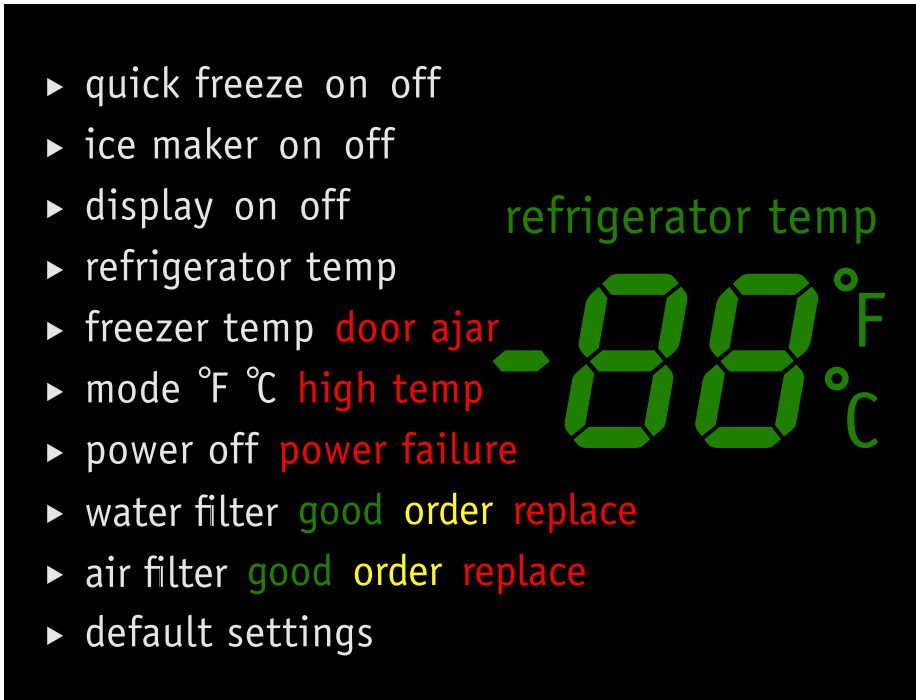 ▶ quick freeze on off
▶ ice maker on off
▶ display on off
refrigerator temp
▶ refrigerator temp
▶ freezer temp door ajar
-88 °F °C
▶ mode °F °C high temp
▶ power off power failure
▶ water filter good order replace
▶ air filter good order replace
▶ default settings